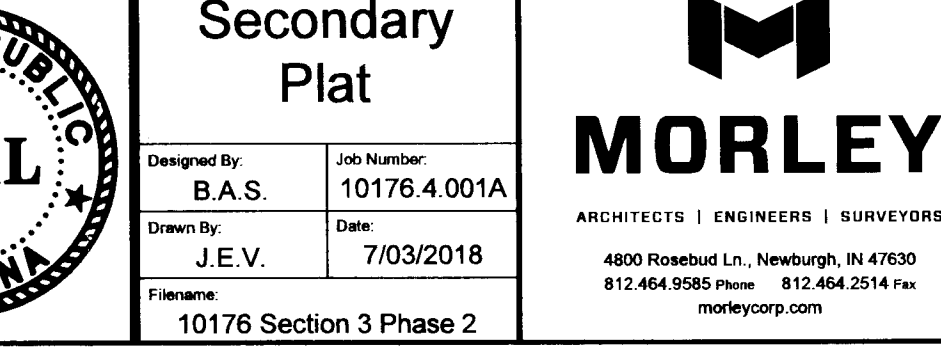 UBLIC
L
NA
Secondary
Plat
Designed By:
B.A.S.
Job Number:
10176.4.001A
Drawn By:
J.E.V.
Date:
7/03/2018
Filename:
10176 Section 3 Phase 2
MORLEY
ARCHITECTS | ENGINEERS | SURVEYORS
4800 Rosebud Ln., Newburgh, IN 47630
812.464.9585 Phone 812.464.2514 Fax
morleycorp.com